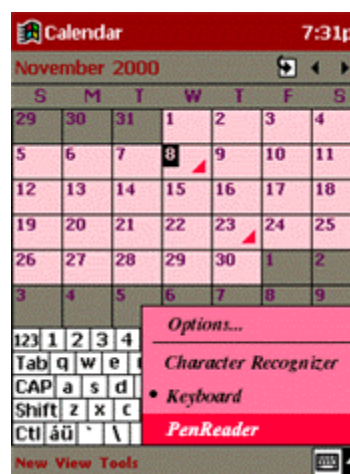 Calendar 7:31p
November 2000
S M T W T F S
29 30 31 1 2 3 4
5 6 7 8 9 10 11
12 13 14 15 16 17 18
19 20 21 22 23 24 25
26 27 28 29 30 1 2
3 4 5 6 7 8 9
Options...
123 1 2 3 4
Character Recognizer
Tab q w e
Keyboard
CAP a s d
Shift z x c
PenReader
Ctl áü ` \
New View Tools